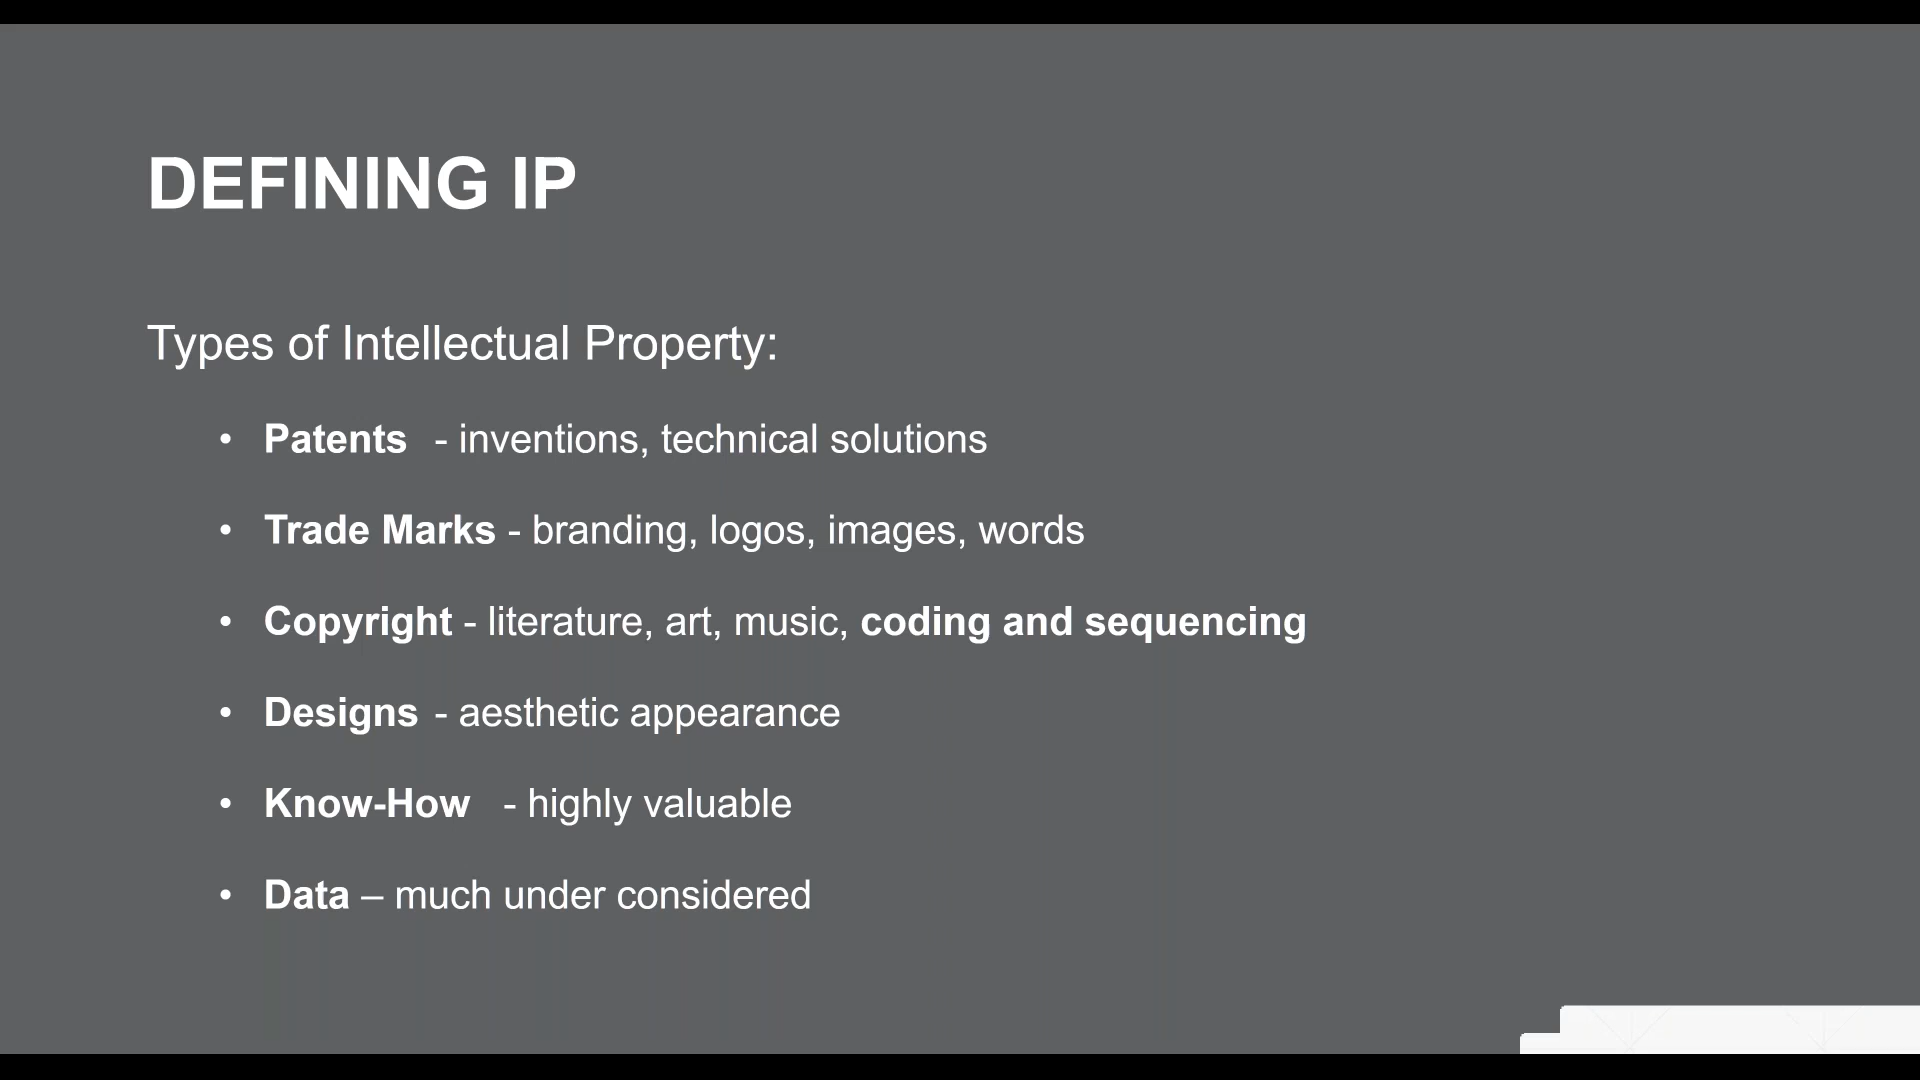 DEFINING IP
Types of Intellectual Property:
• Patents - inventions, technical solutions
• Trade Marks - branding, logos, images, words
• Copyright - literature, art, music, coding and sequencing
• Designs - aesthetic appearance
• Know-How - highly valuable
• Data – much under considered